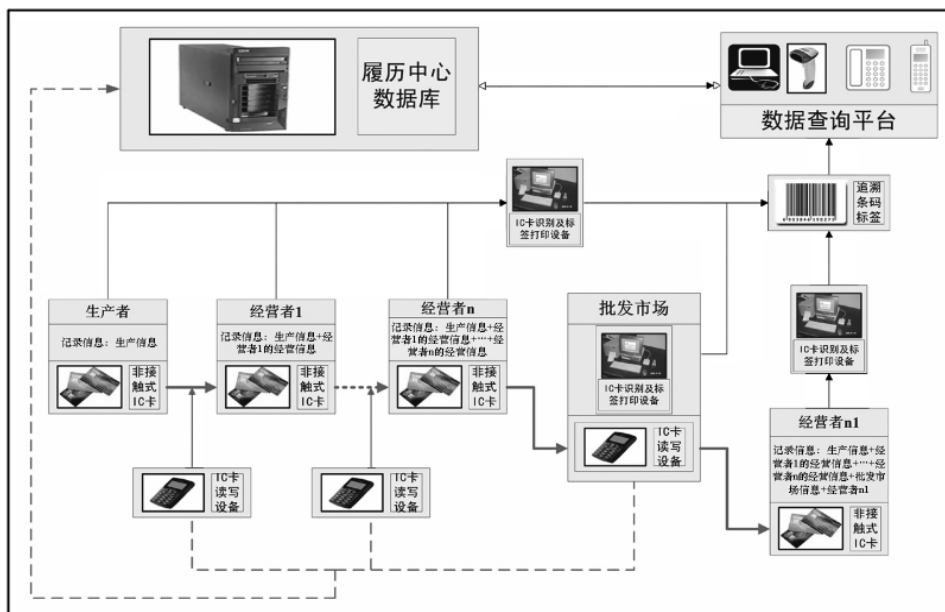 履历中心
数据库
数据查询平台
追溯
条码
标签
IC卡识别及标
签打印设备
生产者
记录信息：生产信息
非接
触式
IC卡
经营者1
记录信息：生产信息+经
营者1的经营信息
非接
触式
IC卡
经营者n
记录信息：生产信息+经
营者1的经营信息+…+经
营者n的经营信息
非接
触式
IC卡
批发市场
IC卡识别及标
签打印设备
IC卡
读写
设备
IC卡识别及标
签打印设备
经营者n1
记录信息：生产信息+经
营者1的经营信息+…+经
营者n的经营信息+批发市
场信息+经营者n1
非接
触式
IC卡
IC卡
读写
设备
IC卡
读写
设备